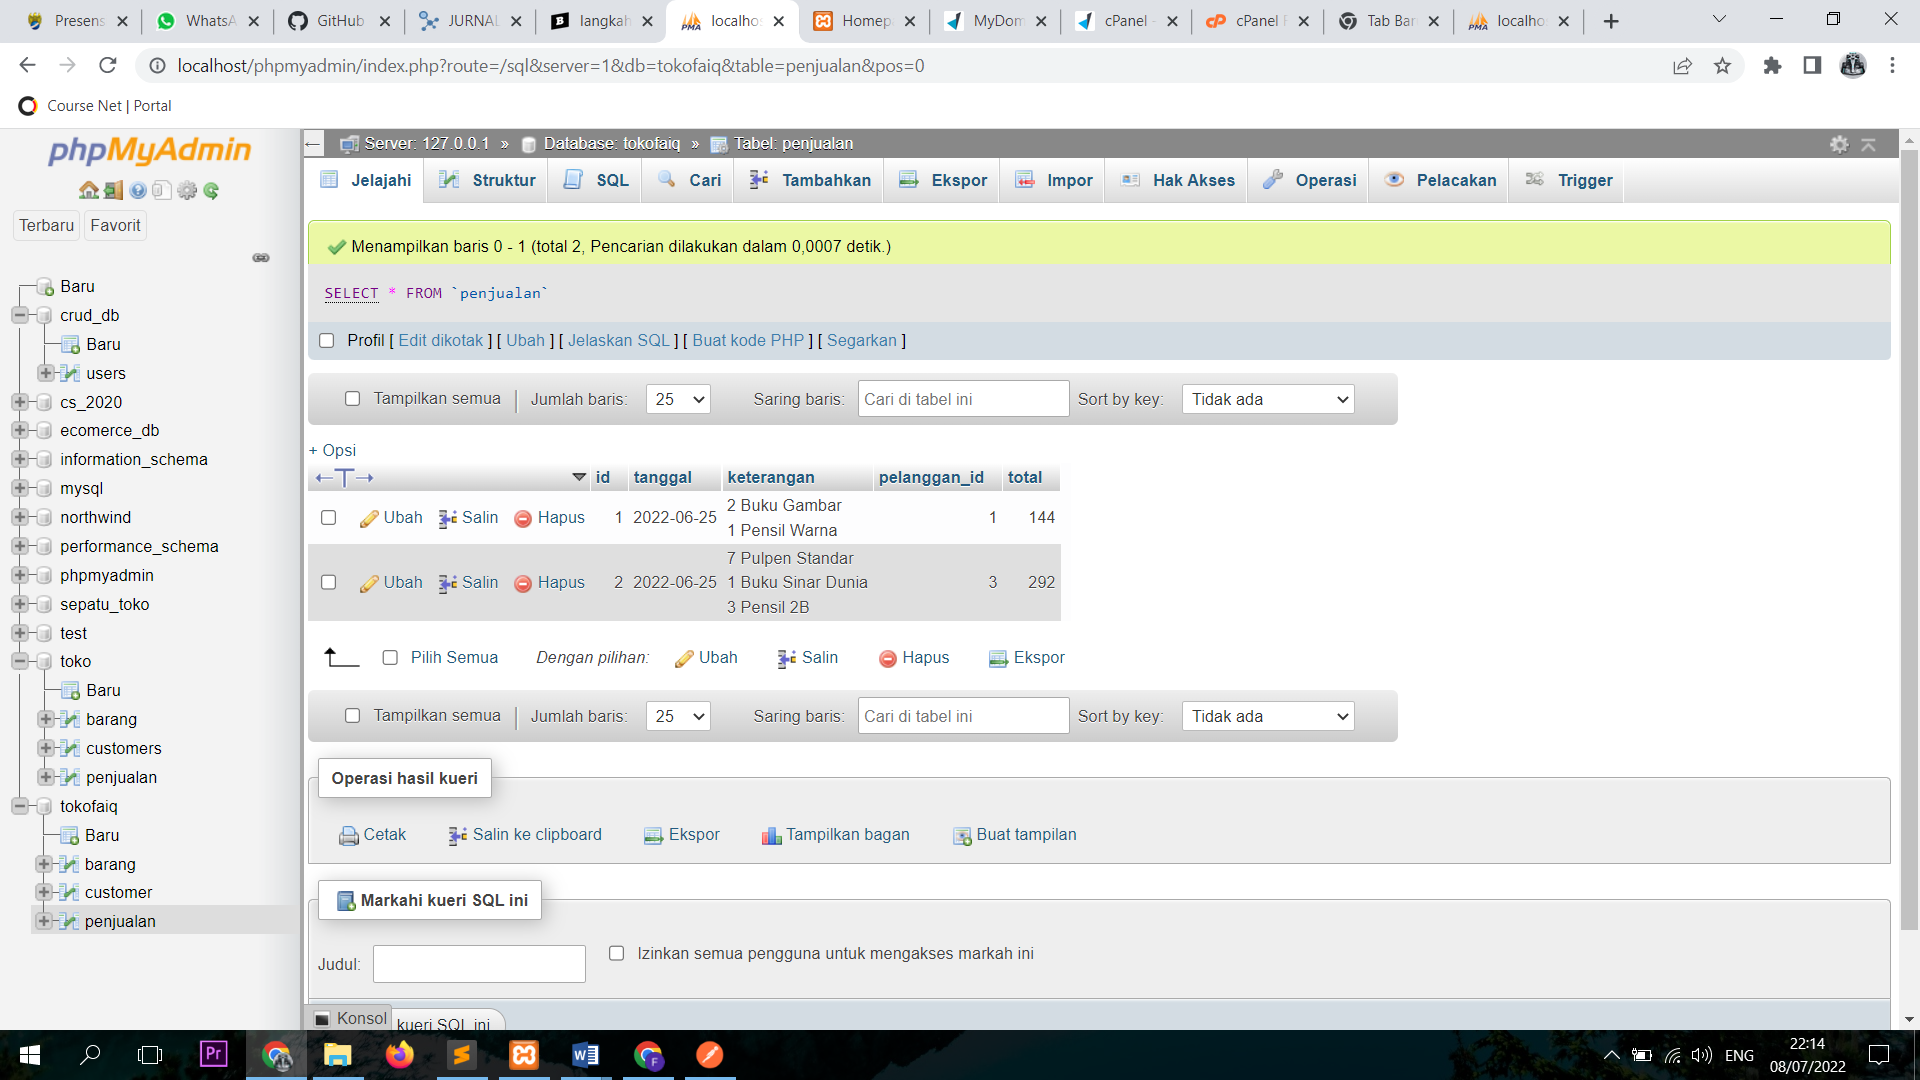 Presens
WhatsA
GitHub
JURNAL
langkah
localhos
Homepa
MyDom
cPanel -
cPanel F
Tab Bar
localhos
localhost/phpmyadmin/index.php?route=/sql&server=1&db=tokofaiq&table=penjualan&pos=0
Course Net | Portal
phpMyAdmin
Terbaru Favorit
Baru
crud_db
Baru
users
cs_2020
ecomerce_db
information_schema
mysql
northwind
performance_schema
phpmyadmin
sepatu_toko
test
toko
Baru
barang
customers
penjualan
tokofaiq
Baru
barang
customer
penjualan
Server: 127.0.0.1 » Database: tokofaiq » Tabel: penjualan
Jelajahi Struktur SQL Cari Tambahkan Ekspor Impor Hak Akses Operasi Pelacakan Trigger
Menampilkan baris 0 - 1 (total 2, Pencarian dilakukan dalam 0,0007 detik.)
SELECT * FROM `penjualan`
Profil [ Edit dikotak ] [ Ubah ] [ Jelaskan SQL ] [ Buat kode PHP ] [ Segarkan ]
Tampilkan semua | Jumlah baris: 25 Saring baris: Cari di tabel ini Sort by key: Tidak ada
+ Opsi
←T→ id tanggal keterangan pelanggan_id total
Ubah Salin Hapus 1 2022-06-25 2 Buku Gambar 1 144
1 Pensil Warna
7 Pulpen Standar
Ubah Salin Hapus 2 2022-06-25 1 Buku Sinar Dunia 3 292
3 Pensil 2B
Pilih Semua Dengan pilihan: Ubah Salin Hapus Ekspor
Tampilkan semua | Jumlah baris: 25 Saring baris: Cari di tabel ini Sort by key: Tidak ada
Operasi hasil kueri
Cetak Salin ke clipboard Ekspor Tampilkan bagan Buat tampilan
Markahi kueri SQL ini
Judul: Izinkan semua pengguna untuk mengakses markah ini
Konsol kueri SQL ini
Pr
ENG
22:14
08/07/2022